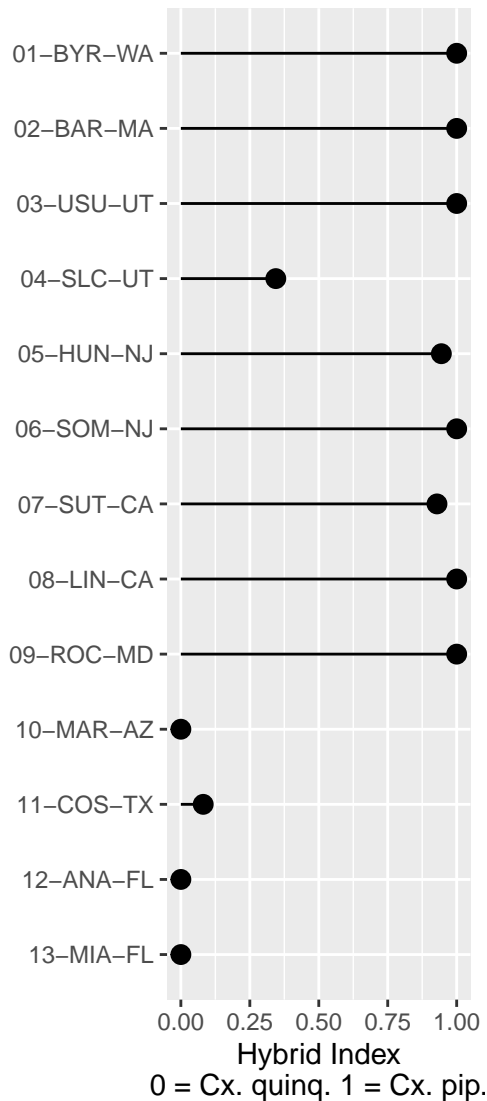 01−BYR−WA
02−BAR−MA
03−USU−UT
04−SLC−UT
05−HUN−NJ
06−SOM−NJ
07−SUT−CA
08−LIN−CA
09−ROC−MD
10−MAR−AZ
11−COS−TX
12−ANA−FL
13−MIA−FL
0.00 0.25 0.50 0.75 1.00
Hybrid Index
0 = Cx. quinq. 1 = Cx. pip.